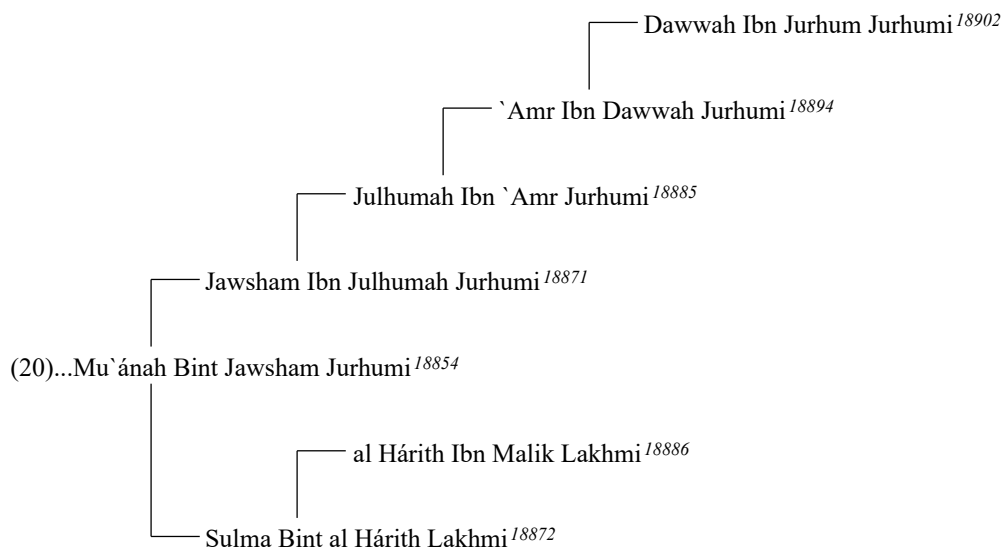 Dawwah Ibn Jurhum Jurhumi 18902
`Amr Ibn Dawwah Jurhumi 18894
Julhumah Ibn `Amr Jurhumi 18885
Jawsham Ibn Julhumah Jurhumi 18871
(20)...Mu`ánah Bint Jawsham Jurhumi 18854
al Hárith Ibn Malik Lakhmi 18886
Sulma Bint al Hárith Lakhmi 18872